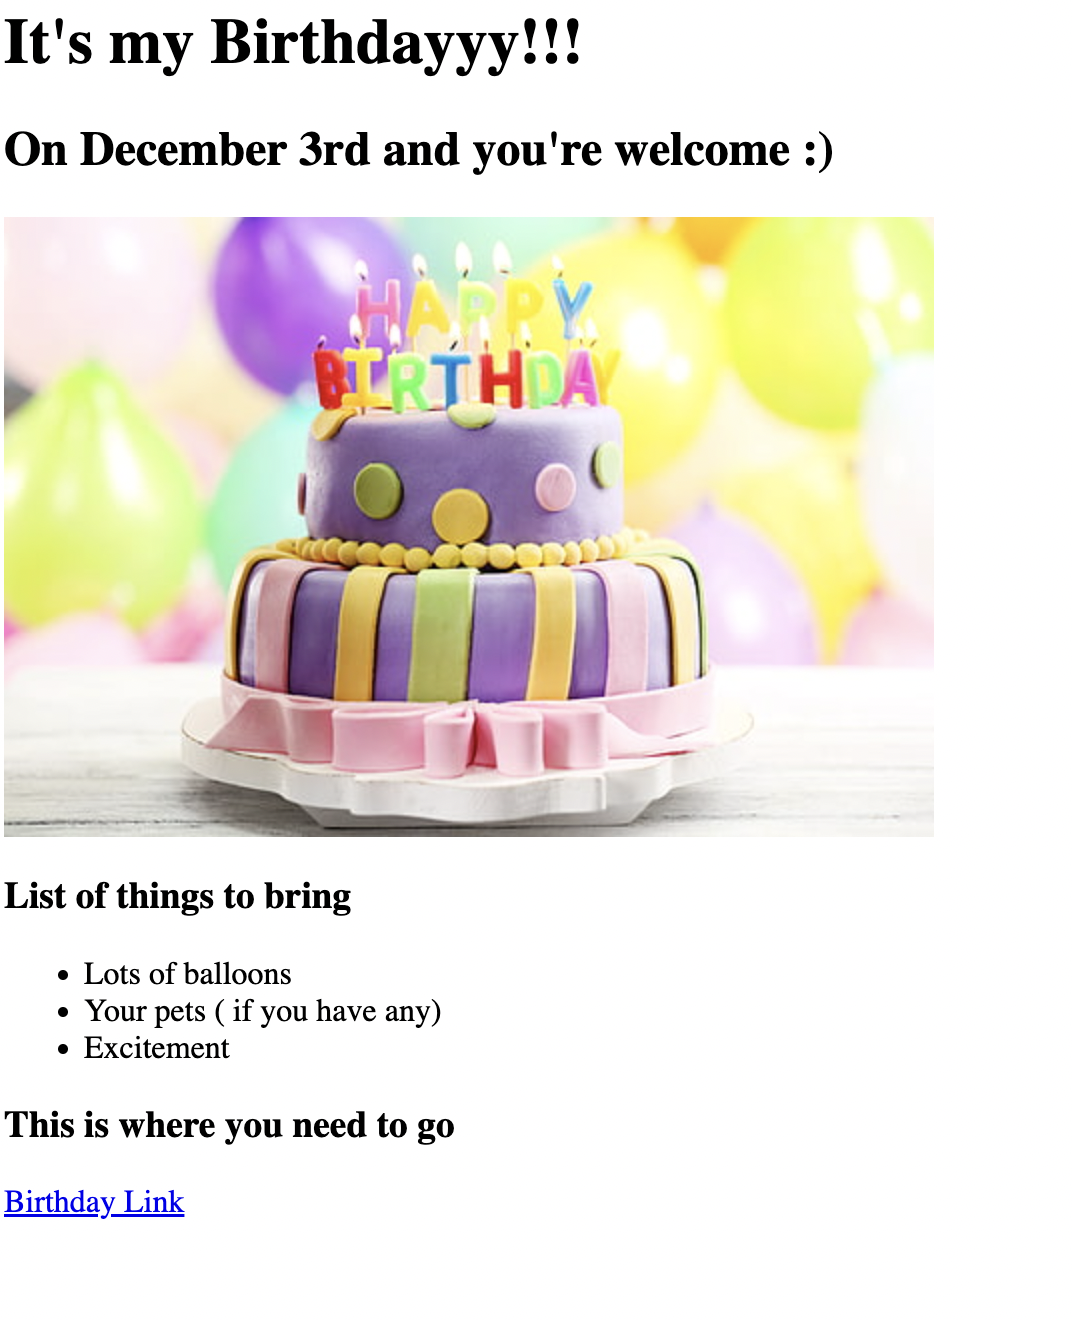 It's my Birthdayyy!!!
On December 3rd and you're welcome :)
HAPPY
BIRTHDAY
List of things to bring
Lots of balloons
Your pets ( if you have any)
Excitement
This is where you need to go
Birthday Link